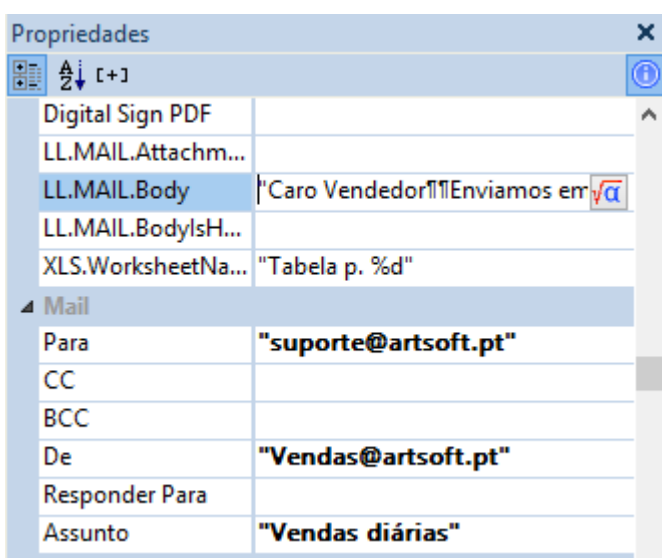 Propriedades
[+]
Digital Sign PDF
LL.MAIL.Attachm...
LL.MAIL.Body "Caro Vendedor¶¶Enviamos em √α
LL.MAIL.BodyIsH...
XLS.WorksheetNa... "Tabela p. %d"
Mail
Para "suporte@artsoft.pt"
CC
BCC
De "Vendas@artsoft.pt"
Responder Para
Assunto "Vendas diárias"